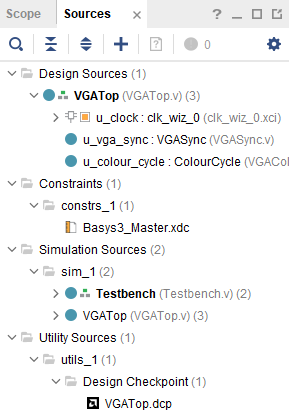 Scope Sources
0
Design Sources (1)
VGATop (VGATop.v) (3)
u_clock : clk_wiz_0 (clk_wiz_0.xci)
u_vga_sync : VGASync (VGASync.v)
u_colour_cycle : ColourCycle (VGACol
Constraints (1)
constrs_1 (1)
Basys3_Master.xdc
Simulation Sources (2)
sim_1 (2)
Testbench (Testbench.v) (2)
VGATop (VGATop.v) (3)
Utility Sources (1)
utils_1 (1)
Design Checkpoint (1)
VGATop.dcp